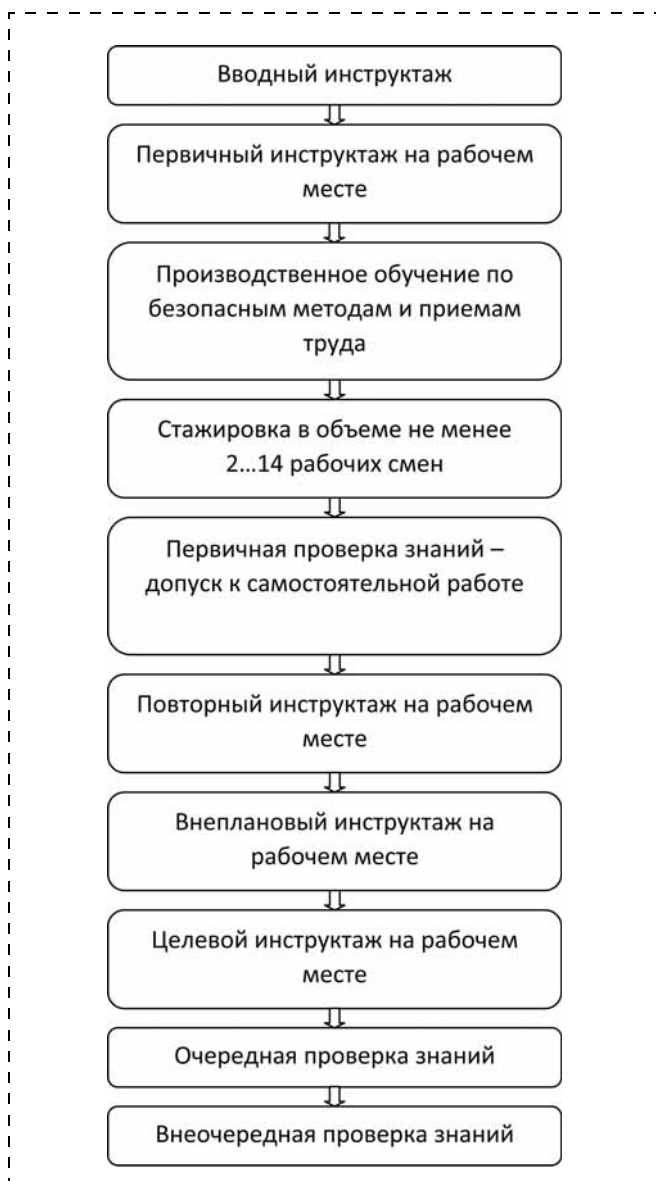 Вводный инструктаж
Первичный инструктаж на рабочем
месте
Производственное обучение по
безопасным методам и приемам
труда
Стажировка в объеме не менее
2...14 рабочих смен
Первичная проверка знаний –
допуск к самостоятельной работе
Повторный инструктаж на рабочем
месте
Внеплановый инструктаж на
рабочем месте
Целевой инструктаж на рабочем
месте
Очередная проверка знаний
Внеочередная проверка знаний